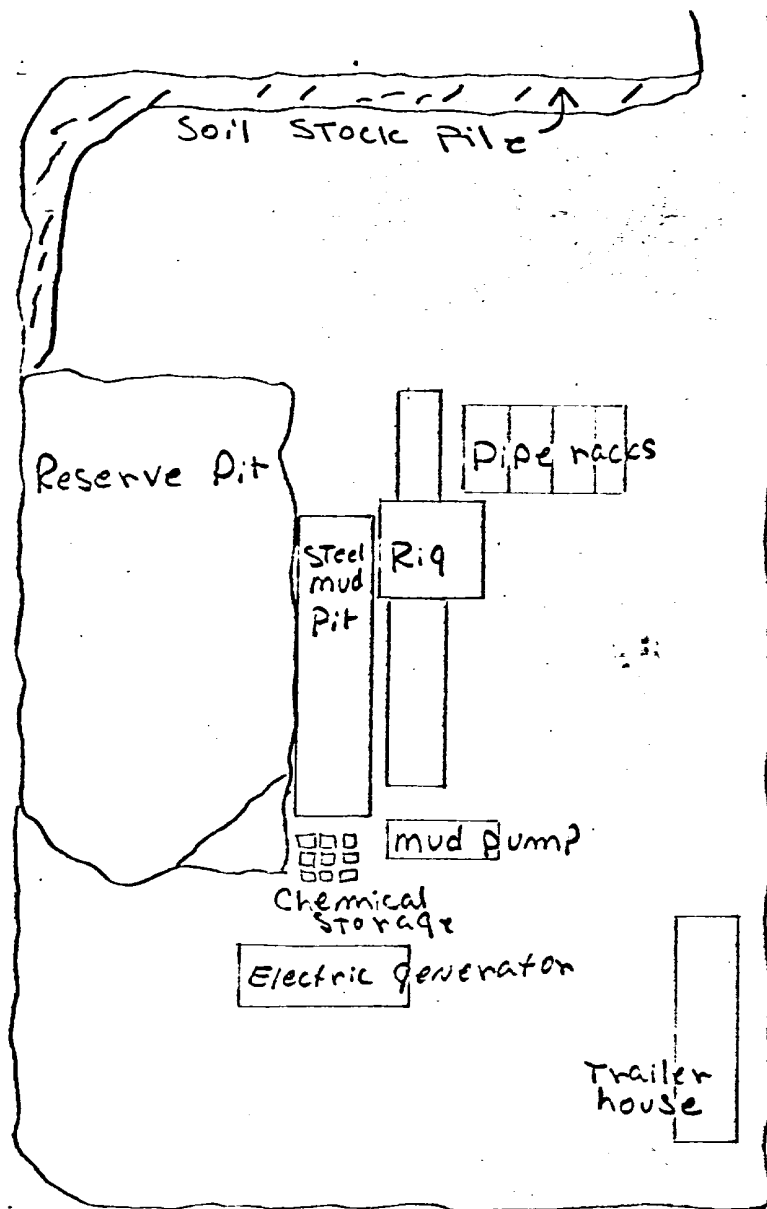 Soil Stock Pile
Reserve Pit
Pipe racks
Steel
mud
Pit
Rig
mud pump
Chemical
Storage
Electric generator
Trailer
house